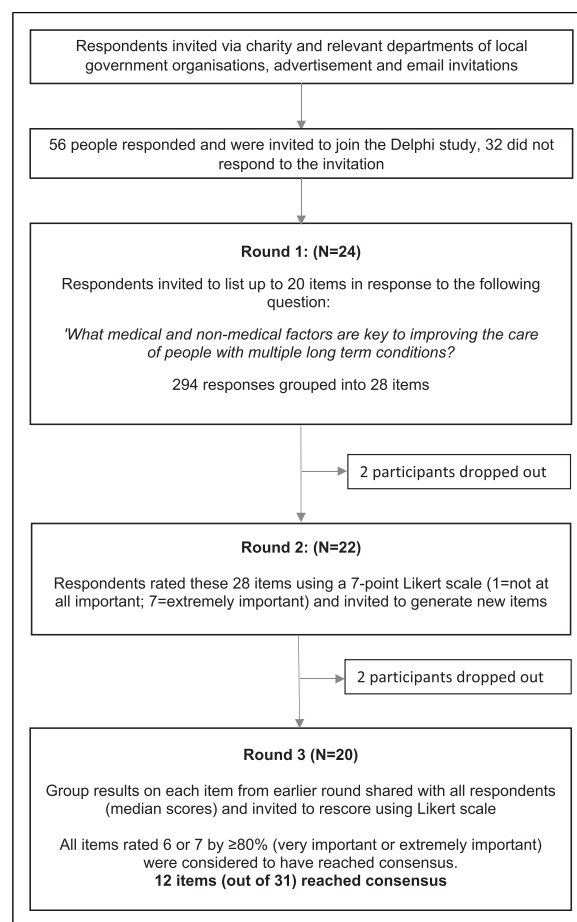 Respondents invited via charity and relevant departments of local
government organisations, advertisement and email invitations
56 people responded and were invited to join the Delphi study, 32 did not
respond to the invitation
Round 1: (N=24)
Respondents invited to list up to 20 items in response to the following
question:
'What medical and non-medical factors are key to improving the care
of people with multiple long term conditions?
294 responses grouped into 28 items
2 participants dropped out
Round 2: (N=22)
Respondents rated these 28 items using a 7-point Likert scale (1=not at
all important; 7=extremely important) and invited to generate new items
2 participants dropped out
Round 3 (N=20)
Group results on each item from earlier round shared with all respondents
(median scores) and invited to rescore using Likert scale
All items rated 6 or 7 by ≥80% (very important or extremely important)
were considered to have reached consensus.
12 items (out of 31) reached consensus